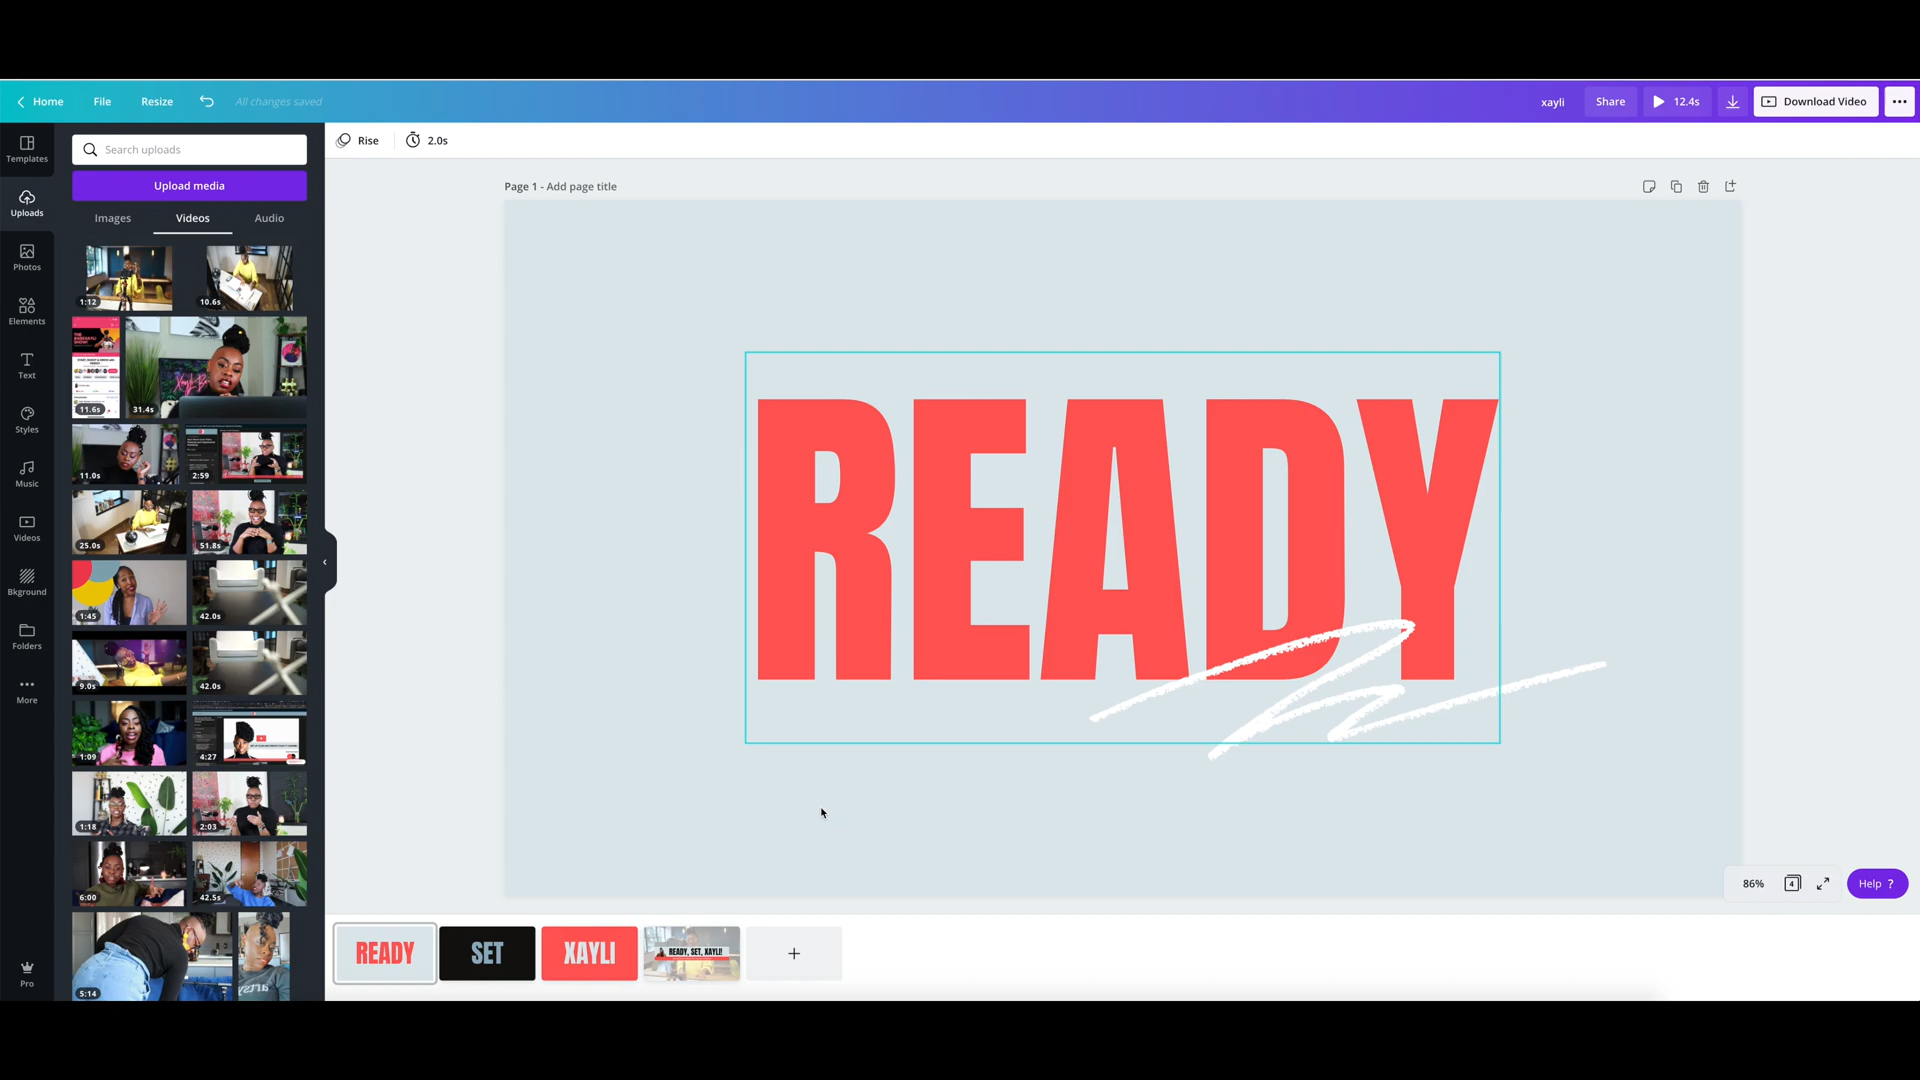 Home File Resize All changes saved xayli Share 12.4s Download Video
Rise 2.0s
Templates
Uploads
Photos
Elements
Text
Styles
Music
Videos
Bkground
Folders
More
Pro
Search uploads
Upload media
Images Videos Audio
1:12 10.6s
11.6s 31.4s
11.0s 2:59
25.0s 51.8s
1:45 42.0s
9.0s 42.0s
1:09 4:27
1:18 2:03
6:00 42.5s
5:14
Page 1 - Add page title
READY
86% 4 Help ?
READY SET XAYLI READY, SET, XAYLI!